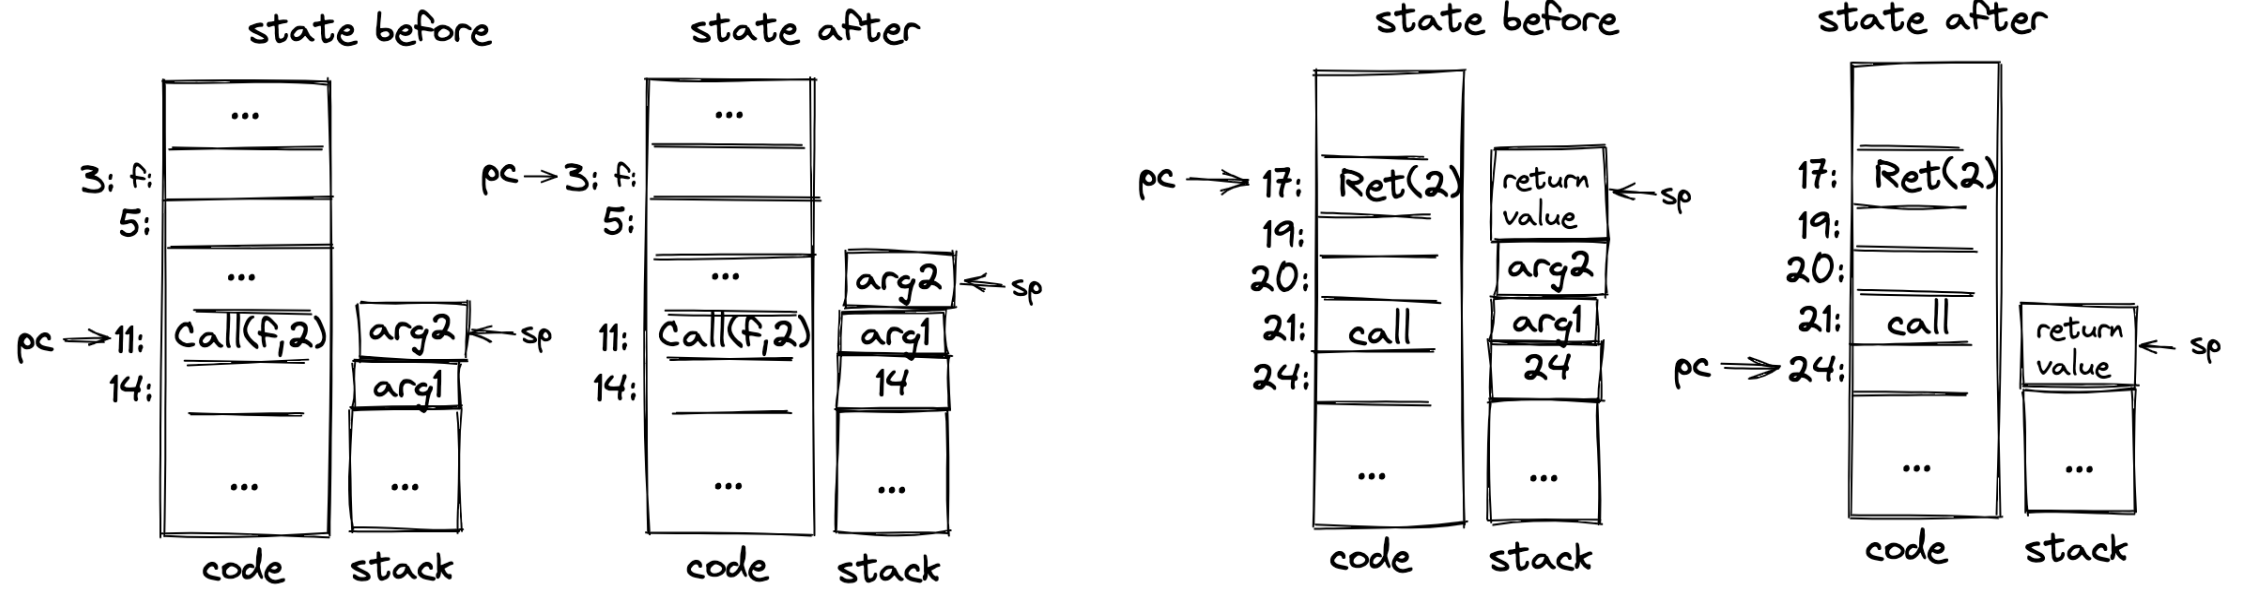 state before
...
3: f:
5:
...
pc
11:
Call(f,2)
14:
...
code
arg2
sp
arg1
...
stack
state after
...
pc
3: f:
5:
...
11:
Call(f,2)
14:
...
code
arg2
sp
arg1
14
...
stack
state before
pc
17:
Ret(2)
19:
20:
21:
call
24:
...
code
return
value
sp
arg2
arg1
24
...
stack
state after
17:
Ret(2)
19:
20:
21:
call
pc
24:
...
code
return
value
sp
...
stack